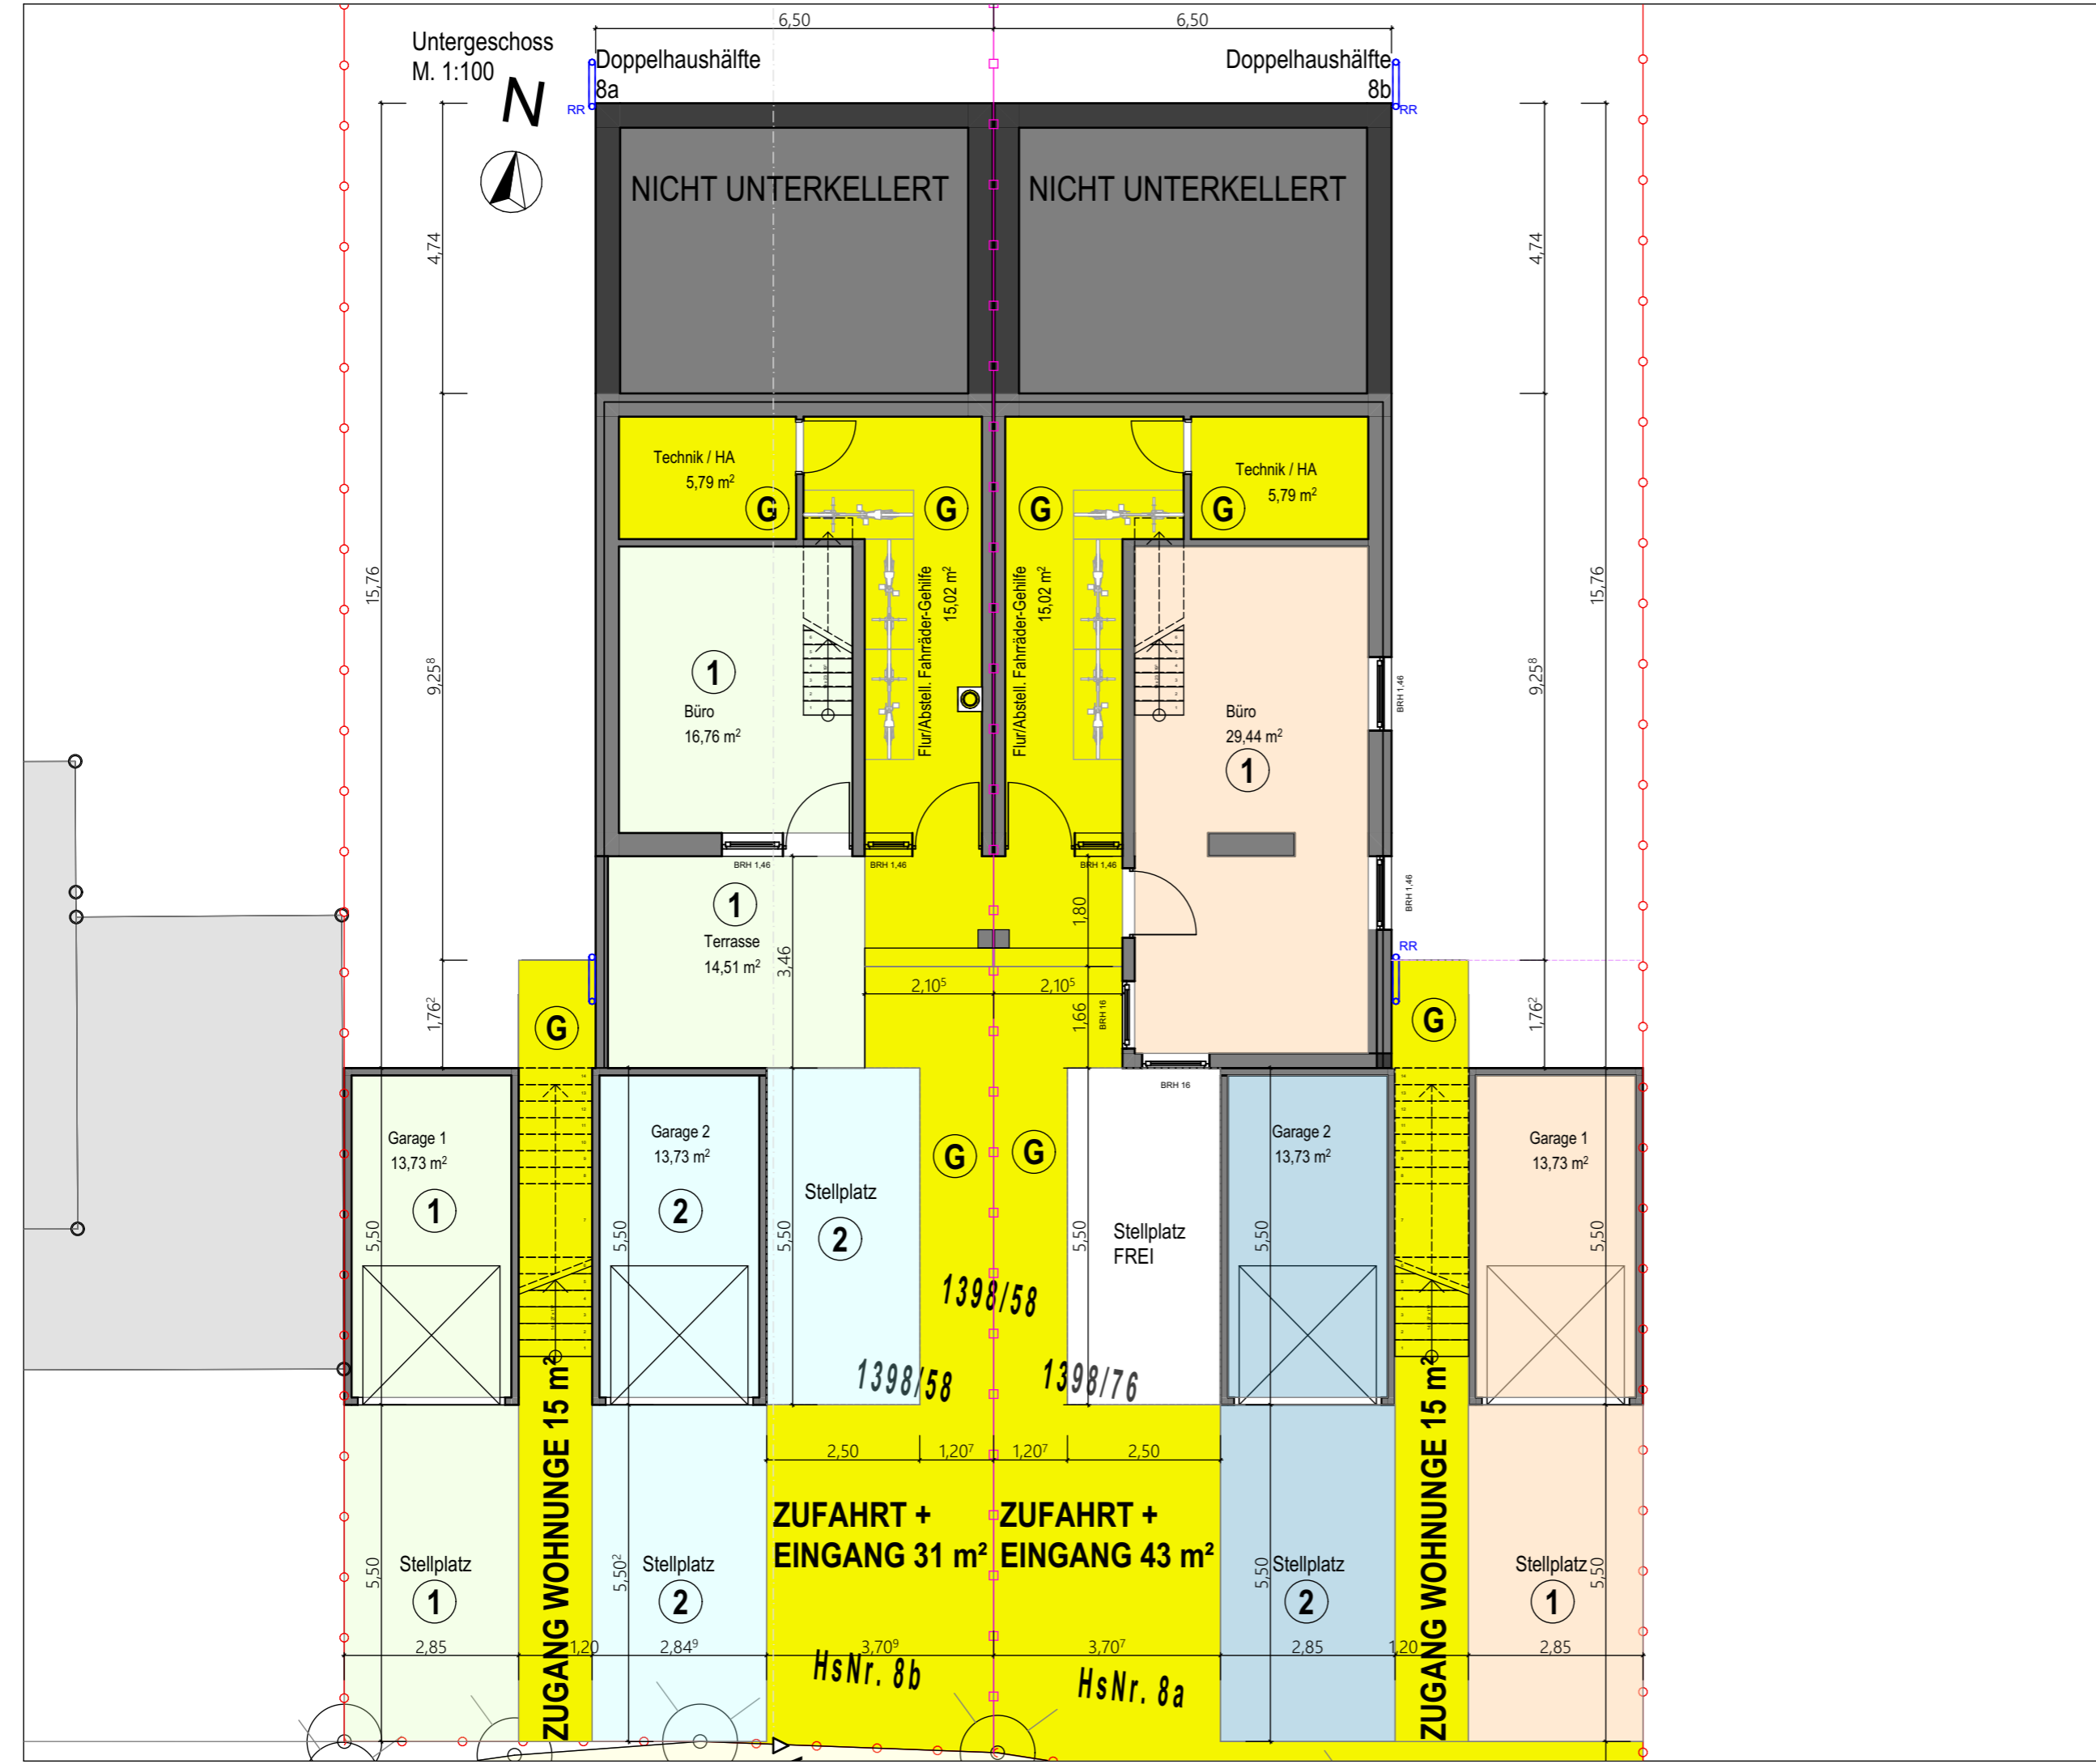 6,50
6,50
Untergeschoss
M. 1:100
N
Doppelhaushälfte
8a
Doppelhaushälfte
8b
RR
RR
NICHT UNTERKELLERT
NICHT UNTERKELLERT
4,74
4,74
Technik / HA
5,79 m²
G
G
G
G
Technik / HA
5,79 m²
15,76
9,25⁸
Flur/Abstell. Fahrräder-Gehilfe
15,02 m²
Flur/Abstell. Fahrräder-Gehilfe
15,02 m²
9,25⁸
15,76
1
Büro
16,76 m²
Büro
29,44 m²
1
BRH 1,46
BRH 1,46
BRH 1,46
BRH 1,46
BRH 1,46
1
Terrasse
14,51 m²
3,46
1,80
RR
2,10⁵
2,10⁵
1,66
BRH 16
BRH 16
1,76²
1,76²
G
G
Garage 1
13,73 m²
1
Garage 2
13,73 m²
2
Stellplatz
2
G
G
Stellplatz
FREI
Garage 2
13,73 m²
Garage 1
13,73 m²
5,50
5,50
5,50
5,50
5,50
5,50
1398/58
1398/58
1398/76
2,50
1,20⁷
1,20⁷
2,50
ZUGANG WOHNUNGE 15 m²
ZUGANG WOHNUNGE 15 m²
ZUFAHRT +
EINGANG 31 m²
ZUFAHRT +
EINGANG 43 m²
Stellplatz
1
Stellplatz
2
Stellplatz
2
Stellplatz
1
5,50
5,50²
5,50
5,50
2,85
1,20
2,84⁹
3,70⁹
3,70⁷
2,85
1,20
2,85
HsNr. 8b
HsNr. 8a